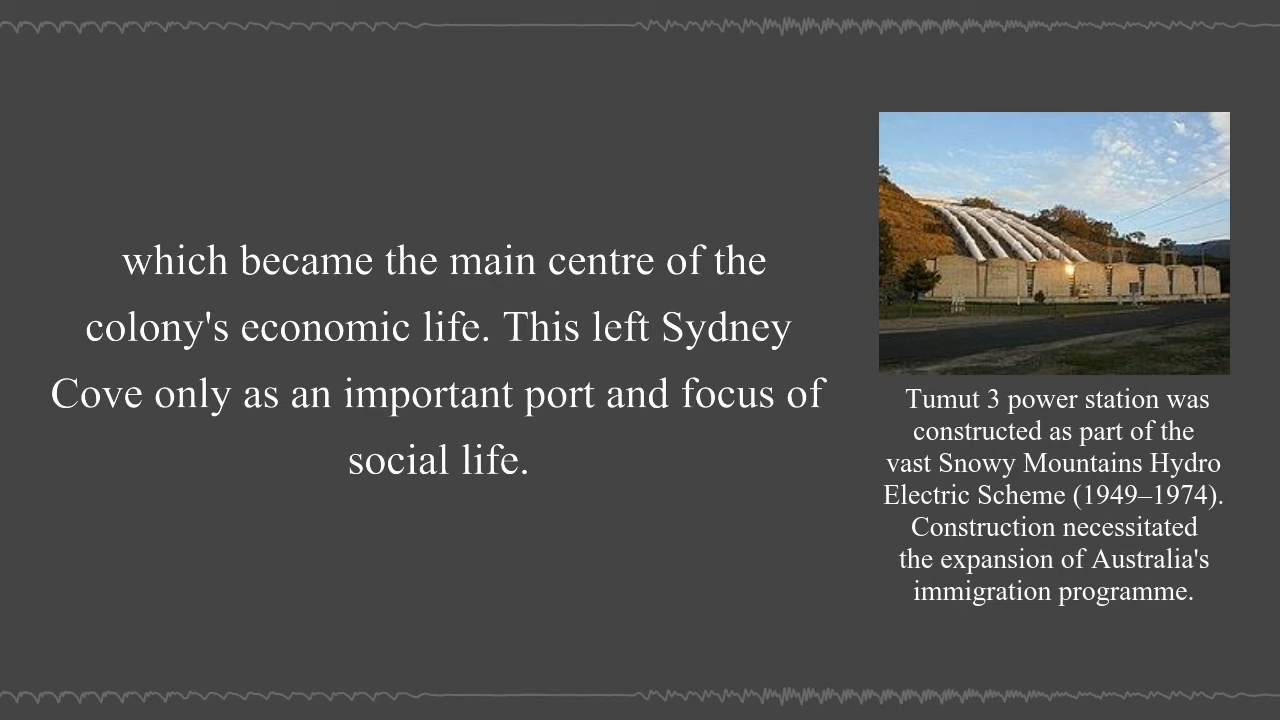 which became the main centre of the
colony's economic life. This left Sydney
Cove only as an important port and focus of
social life.
Tumut 3 power station was
constructed as part of the
vast Snowy Mountains Hydro
Electric Scheme (1949–1974).
Construction necessitated
the expansion of Australia's
immigration programme.